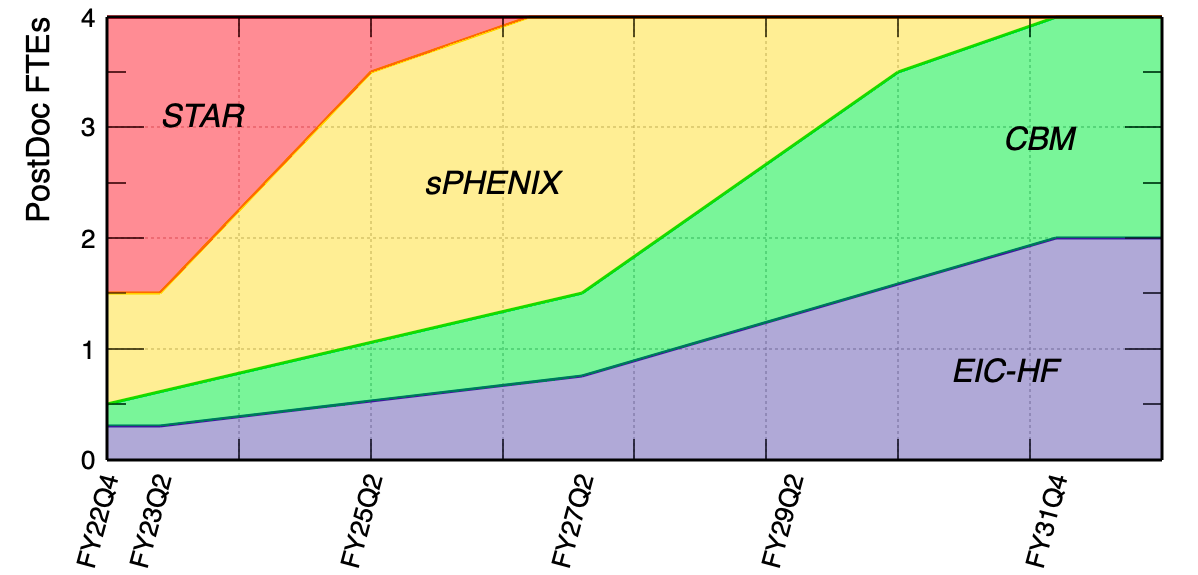 PostDoc FTEs
4
3
2
1
0
STAR
sPHENIX
CBM
EIC-HF
FY22Q4
FY23Q2
FY25Q2
FY27Q2
FY29Q2
FY31Q4